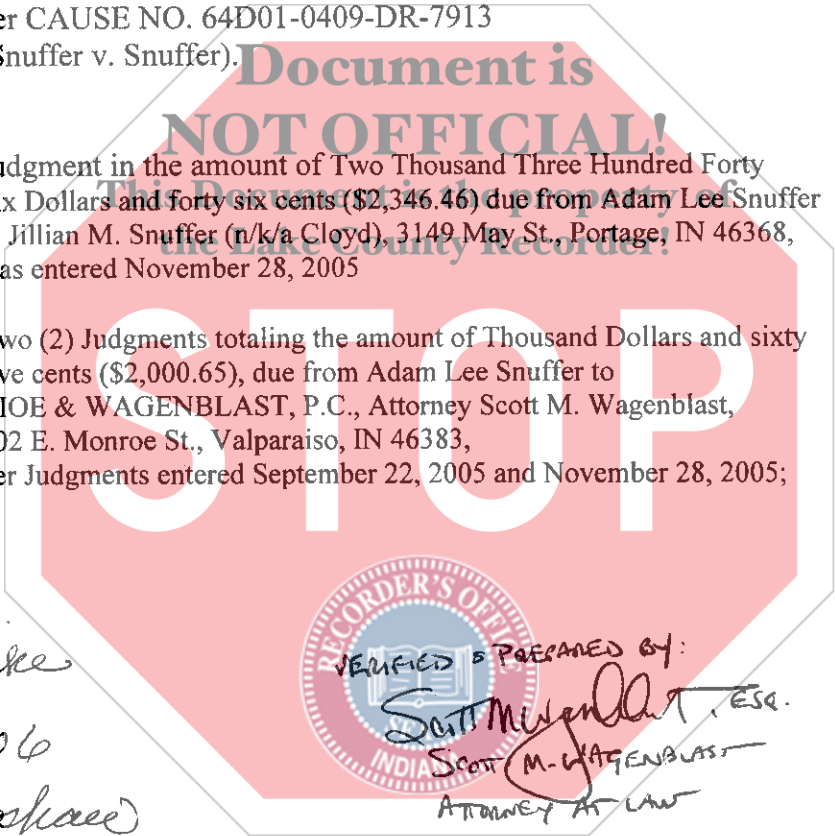 er CAUSE NO. 64D01-0409-DR-7913
Snuffer v. Snuffer).
Document is
NOT OFFICIAL!
udgment in the amount of Two Thousand Three Hundred Forty
This Document is the property of
x Dollars and forty six cents ($2,346.46) due from Adam Lee Snuffer
Jillian M. Snuffer (n/k/a Cloyd), 3149 May St., Portage, IN 46368,
the Lake County Recorder!
as entered November 28, 2005
STOP
wo (2) Judgments totaling the amount of Thousand Dollars and sixty
ve cents ($2,000.65), due from Adam Lee Snuffer to
IOE & WAGENBLAST, P.C., Attorney Scott M. Wagenblast,
02 E. Monroe St., Valparaiso, IN 46383,
er Judgments entered September 22, 2005 and November 28, 2005;
RECORDER'S OFFICE
INDIANA
ke
VERIFIED & PREPARED BY:
06
Scott M Wagenblast, ESQ.
SCOTT M. WAGENBLAST
ATTORNEY AT LAW